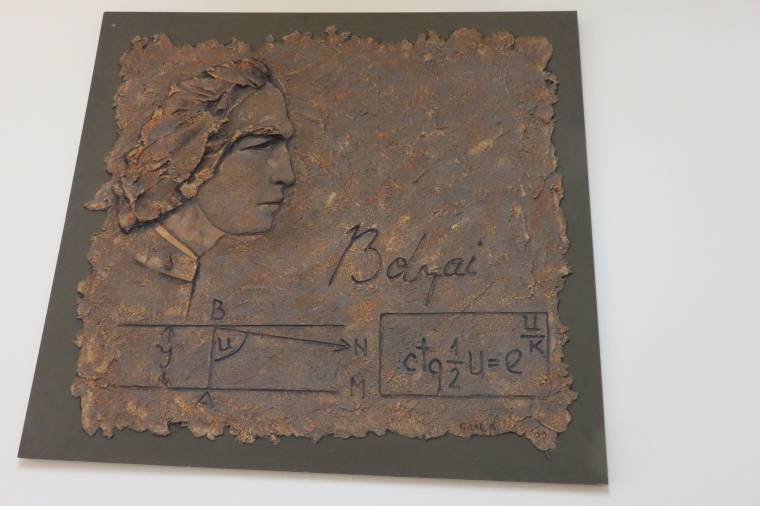 Bolyai
B
y
u
N
A
M
ctg 1/2 u = e^u/k